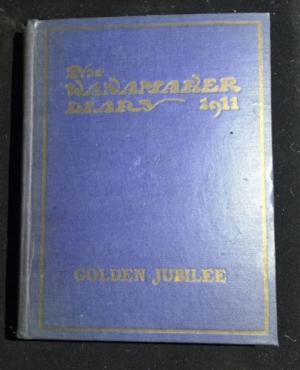 The
WANAMAKER
DIARY 1911
GOLDEN JUBILEE